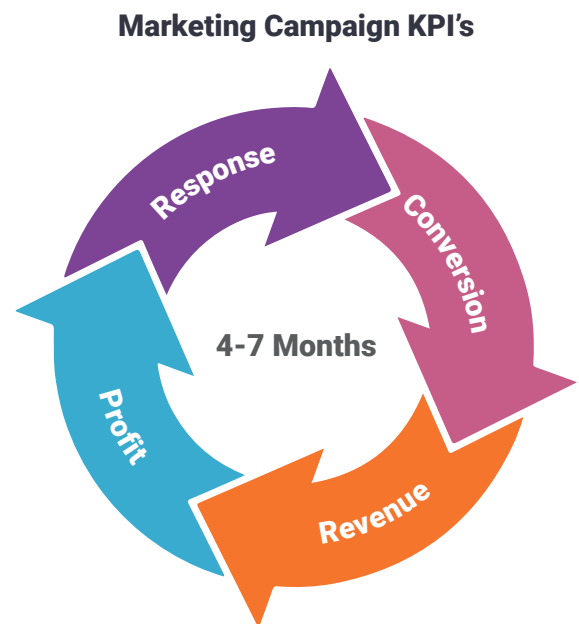 Marketing Campaign KPI's
Response
Conversion
4-7 Months
Profit
Revenue